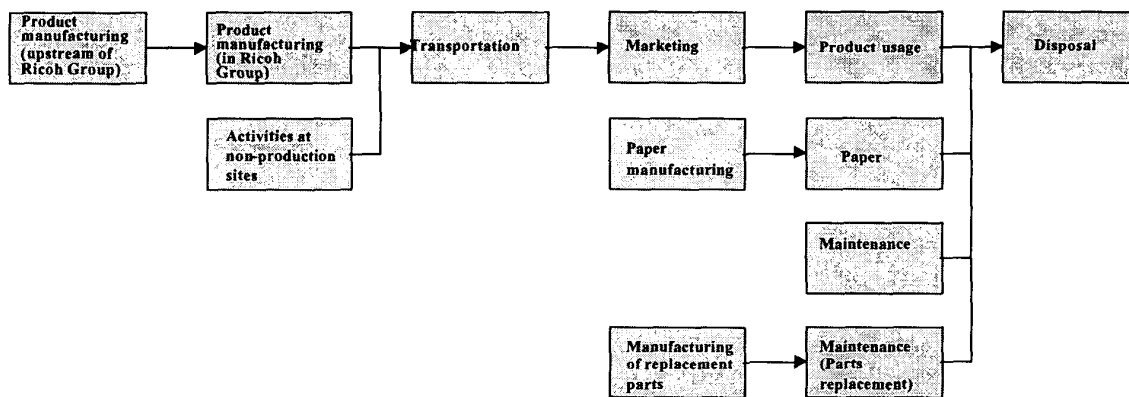 Product
manufacturing
(upstream of
Ricoh Group)
Product
manufacturing
(in Ricoh
Group)
Transportation
Marketing
Product usage
Disposal
Activities at
non-production
sites
Paper
manufacturing
Paper
Maintenance
Manufacturing
of replacement
parts
Maintenance
(Parts
replacement)